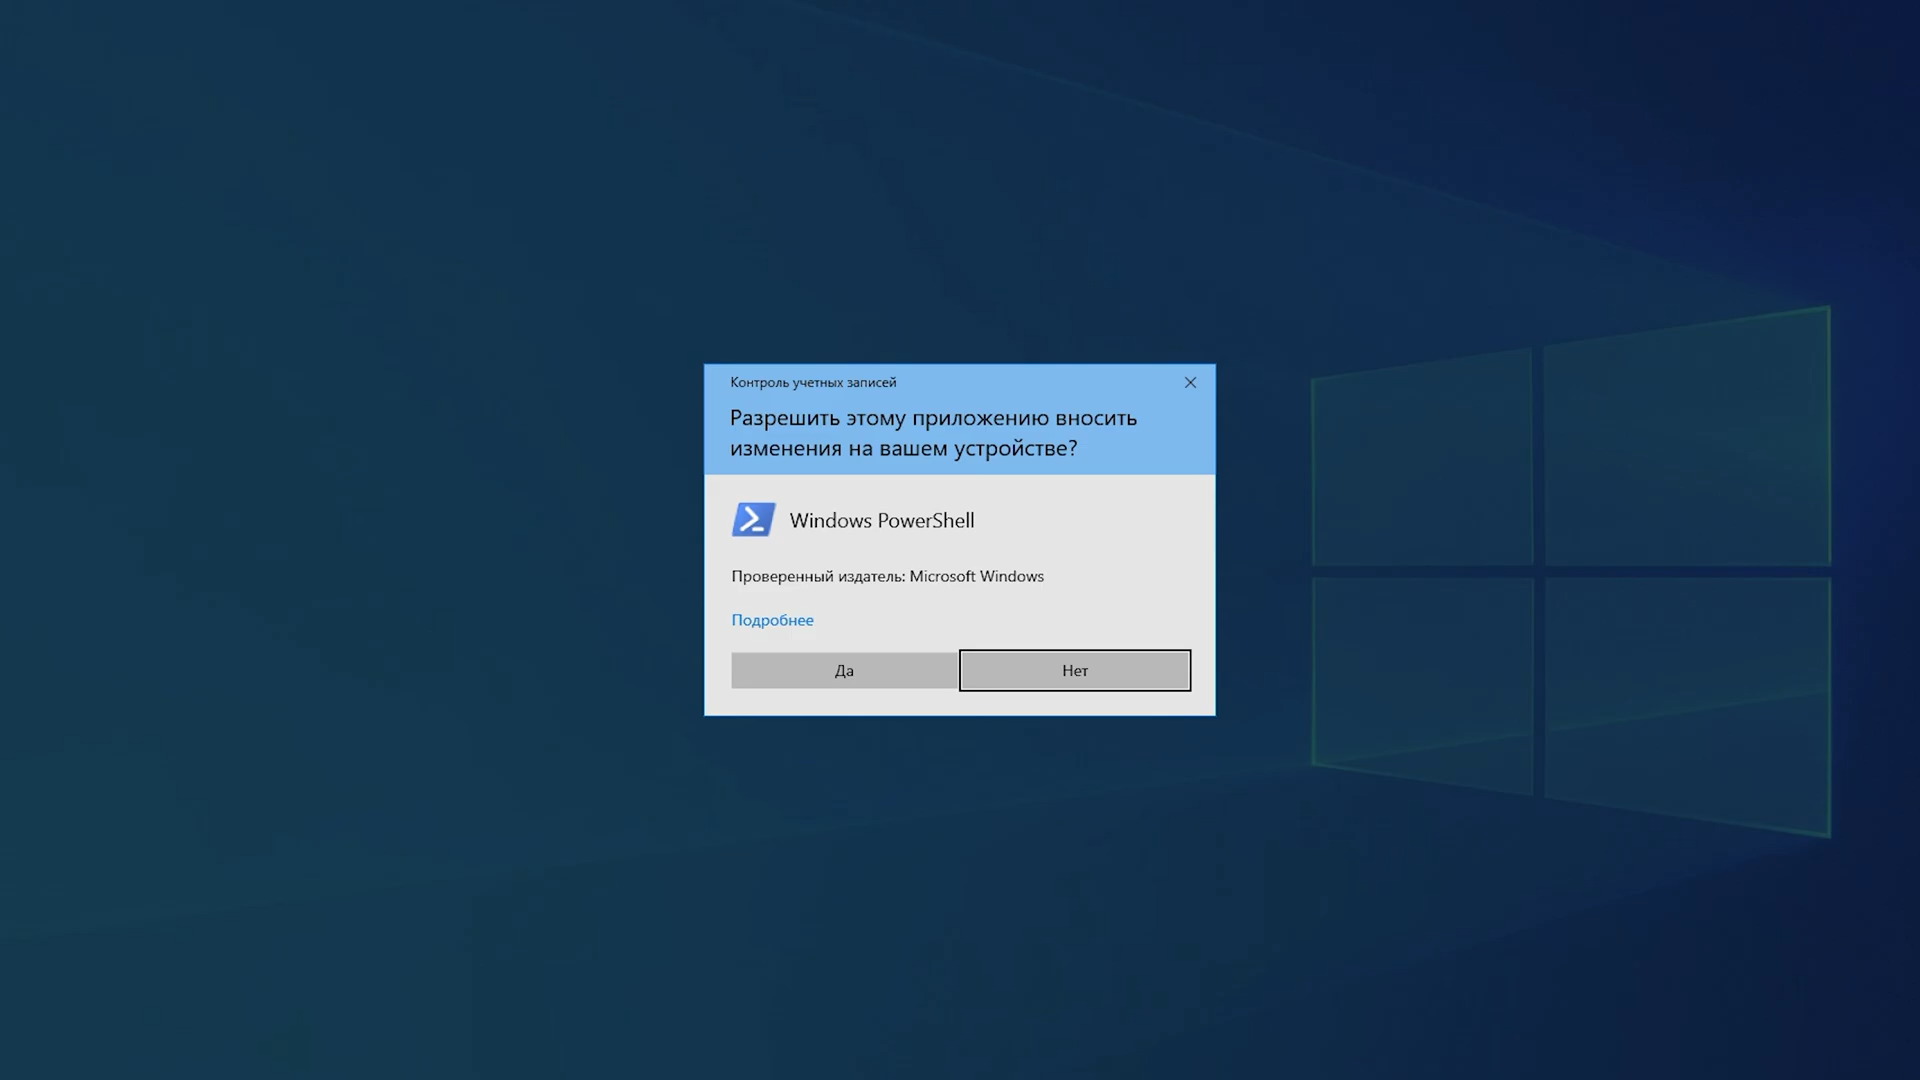 Контроль учетных записей
Разрешить этому приложению вносить
изменения на вашем устройстве?
Windows PowerShell
Проверенный издатель: Microsoft Windows
Подробнее
Да
Нет